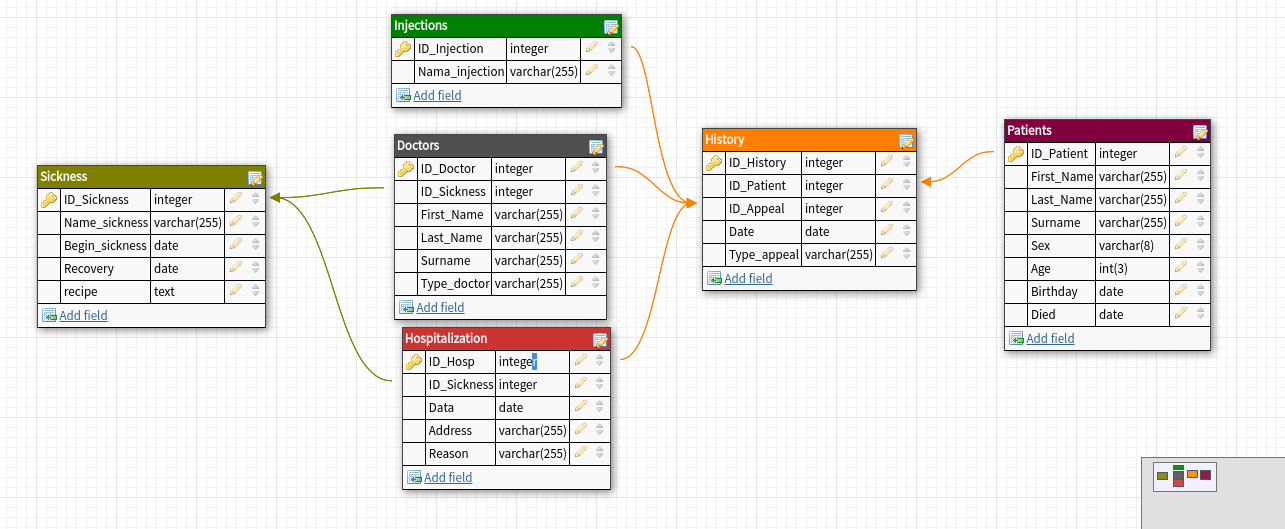 Injections
ID_Injection integer
Nama_injection varchar(255)
Add field
Sickness
ID_Sickness integer
Name_sickness varchar(255)
Begin_sickness date
Recovery date
recipe text
Add field
Doctors
ID_Doctor integer
ID_Sickness integer
First_Name varchar(255)
Last_Name varchar(255)
Surname varchar(255)
Type_doctor varchar(255)
Add field
Hospitalization
ID_Hosp integer
ID_Sickness integer
Data date
Address varchar(255)
Reason varchar(255)
Add field
History
ID_History integer
ID_Patient integer
ID_Appeal integer
Date date
Type_appeal varchar(255)
Add field
Patients
ID_Patient integer
First_Name varchar(255)
Last_Name varchar(255)
Surname varchar(255)
Sex varchar(8)
Age int(3)
Birthday date
Died date
Add field